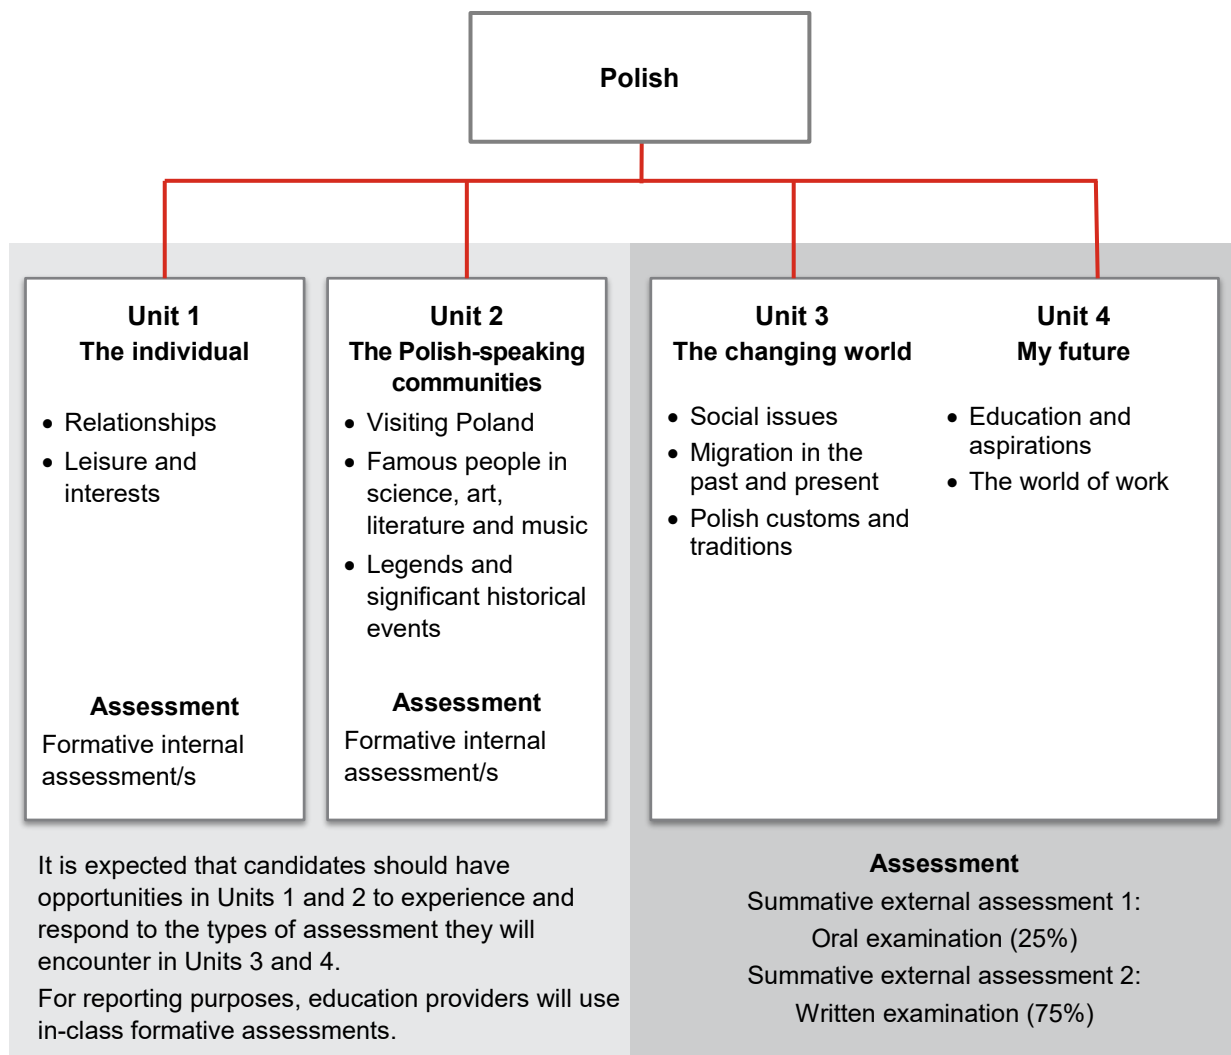 Polish
Unit 1
The individual
• Relationships
• Leisure and
interests
Assessment
Formative internal
assessment/s
Unit 2
The Polish-speaking
communities
• Visiting Poland
• Famous people in
science, art,
literature and music
• Legends and
significant historical
events
Assessment
Formative internal
assessment/s
It is expected that candidates should have
opportunities in Units 1 and 2 to experience and
respond to the types of assessment they will
encounter in Units 3 and 4.
For reporting purposes, education providers will use
in-class formative assessments.
Unit 3
The changing world
• Social issues
• Migration in the
past and present
• Polish customs and
traditions
Unit 4
My future
• Education and
aspirations
• The world of work
Assessment
Summative external assessment 1:
Oral examination (25%)
Summative external assessment 2:
Written examination (75%)